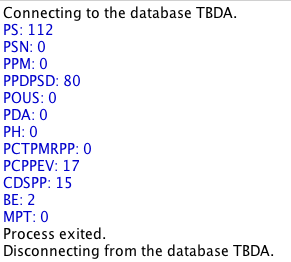 Connecting to the database TBDA.
PS: 112
PSN: 0
PPM: 0
PPDPSD: 80
POUS: 0
PDA: 0
PH: 0
PCTPMRPP: 0
PCPPEV: 17
CDSPP: 15
BE: 2
MPT: 0
Process exited.
Disconnecting from the database TBDA.